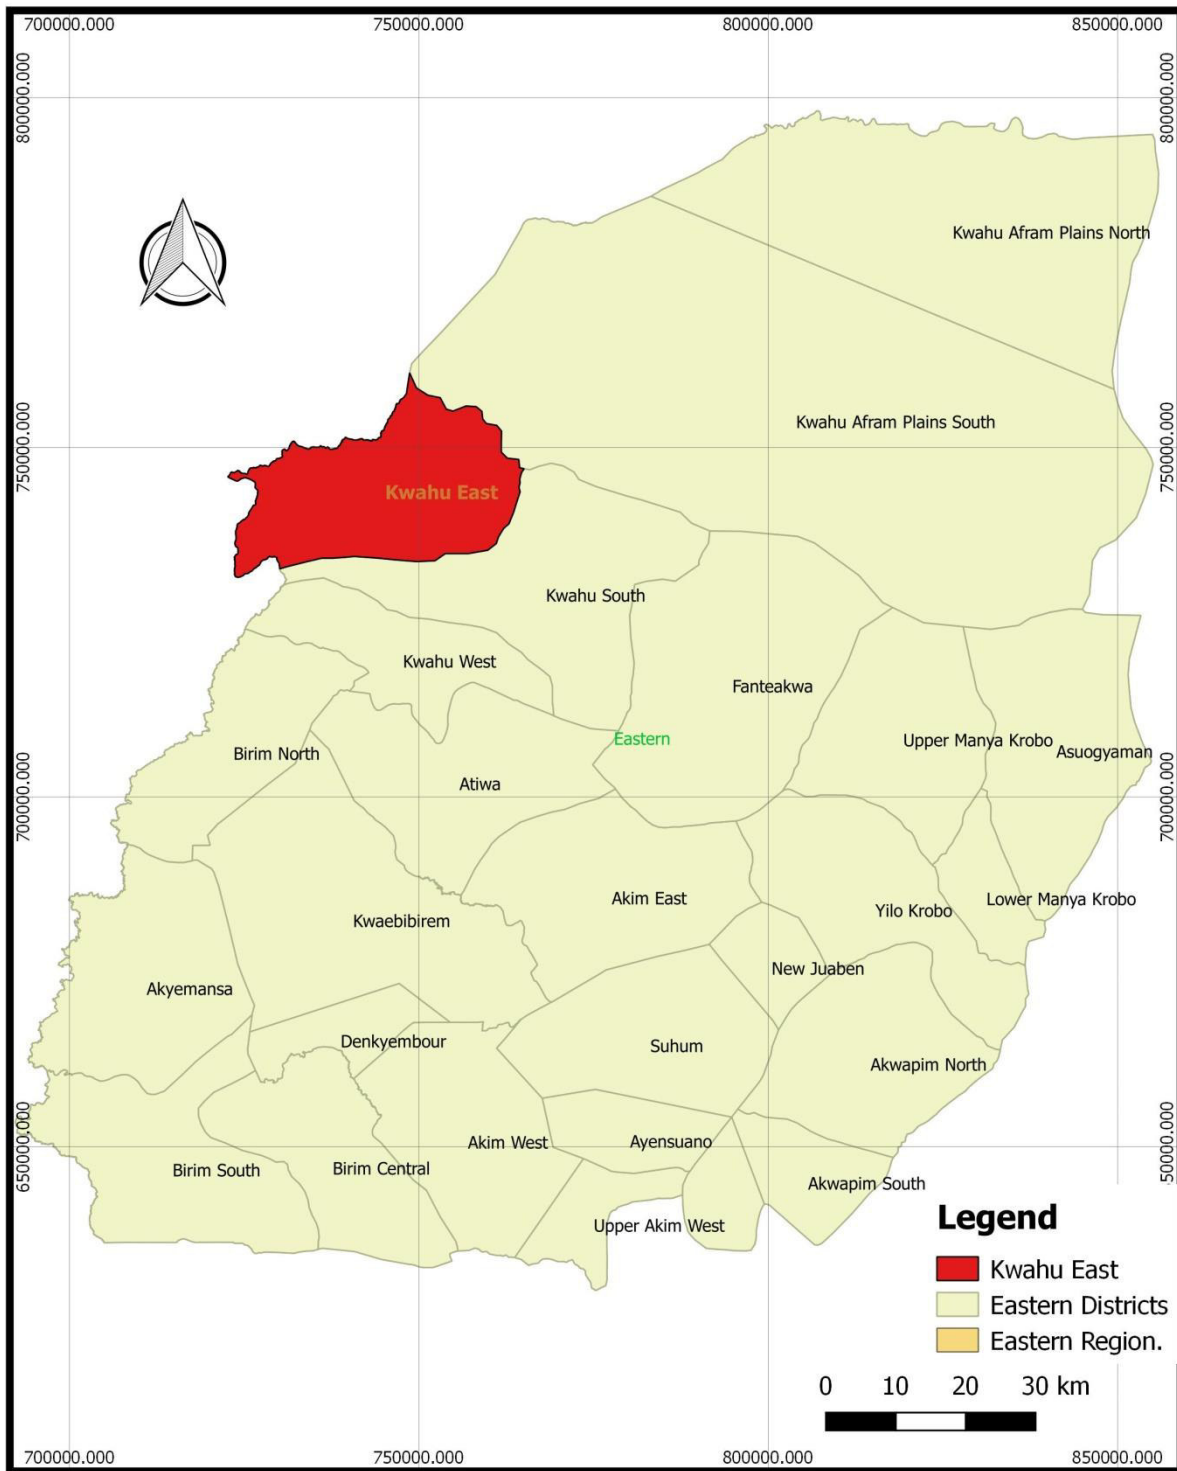 700000.000 750000.000 800000.000 850000.000
800000.000 800000.000
Kwahu Afram Plains North
Kwahu Afram Plains South
750000.000 750000.000
Kwahu East
Kwahu South
Kwahu West
Fanteakwa
Eastern
Upper Manya Krobo
Asuogyaman
Birim North
Atiwa
700000.000 700000.000
Akim East
Lower Manya Krobo
Yilo Krobo
Kwaebibirem
New Juaben
Akyemansa
Denkyembour
Suhum
Akwapim North
650000.000 50000.000
Akim West
Ayensuano
Birim Central
Birim South
Akwapim South
Upper Akim West
Legend
Kwahu East
Eastern Districts
Eastern Region.
0 10 20 30 km
700000.000 750000.000 800000.000 850000.000